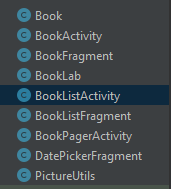 C Book
C BookActivity
C BookFragment
C BookLab
C BookListActivity
C BookListFragment
C BookPagerActivity
C DatePickerFragment
C PictureUtils